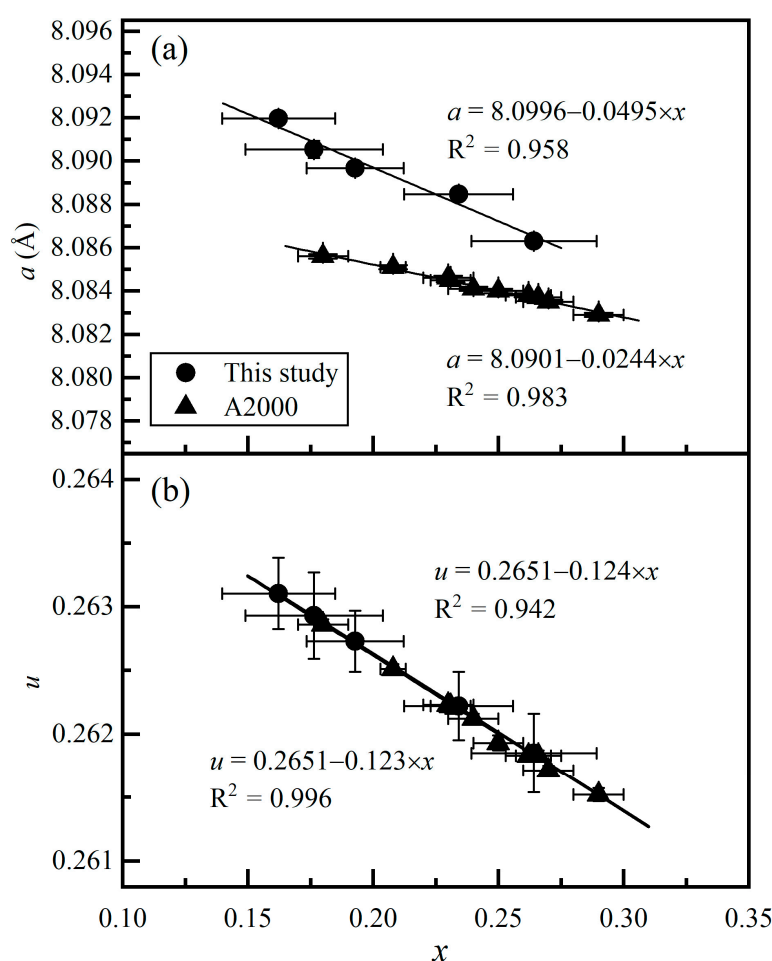 (a)
8.096
8.094
8.092
8.090
8.088
8.086
8.084
8.082
8.080
8.078
a (Å)
a = 8.0996–0.0495×x
R² = 0.958
a = 8.0901–0.0244×x
R² = 0.983
This study
A2000
(b)
0.264
0.263
0.262
0.261
u
u = 0.2651–0.124×x
R² = 0.942
u = 0.2651–0.123×x
R² = 0.996
0.10 0.15 0.20 0.25 0.30 0.35
x